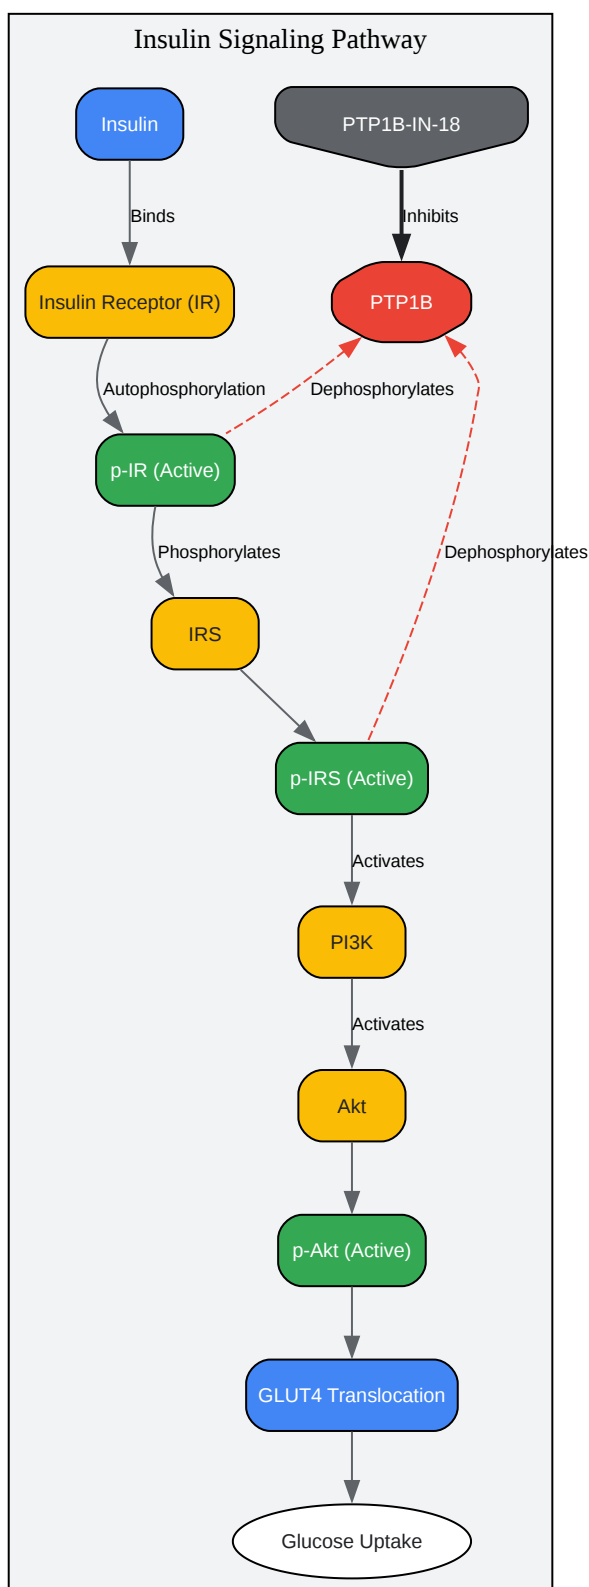 Insulin Signaling Pathway
Insulin
PTP1B-IN-18
Binds
Inhibits
Insulin Receptor (IR)
PTP1B
Autophosphorylation
Dephosphorylates
p-IR (Active)
Phosphorylates
Dephosphorylates
IRS
p-IRS (Active)
Activates
PI3K
Activates
Akt
p-Akt (Active)
GLUT4 Translocation
Glucose Uptake